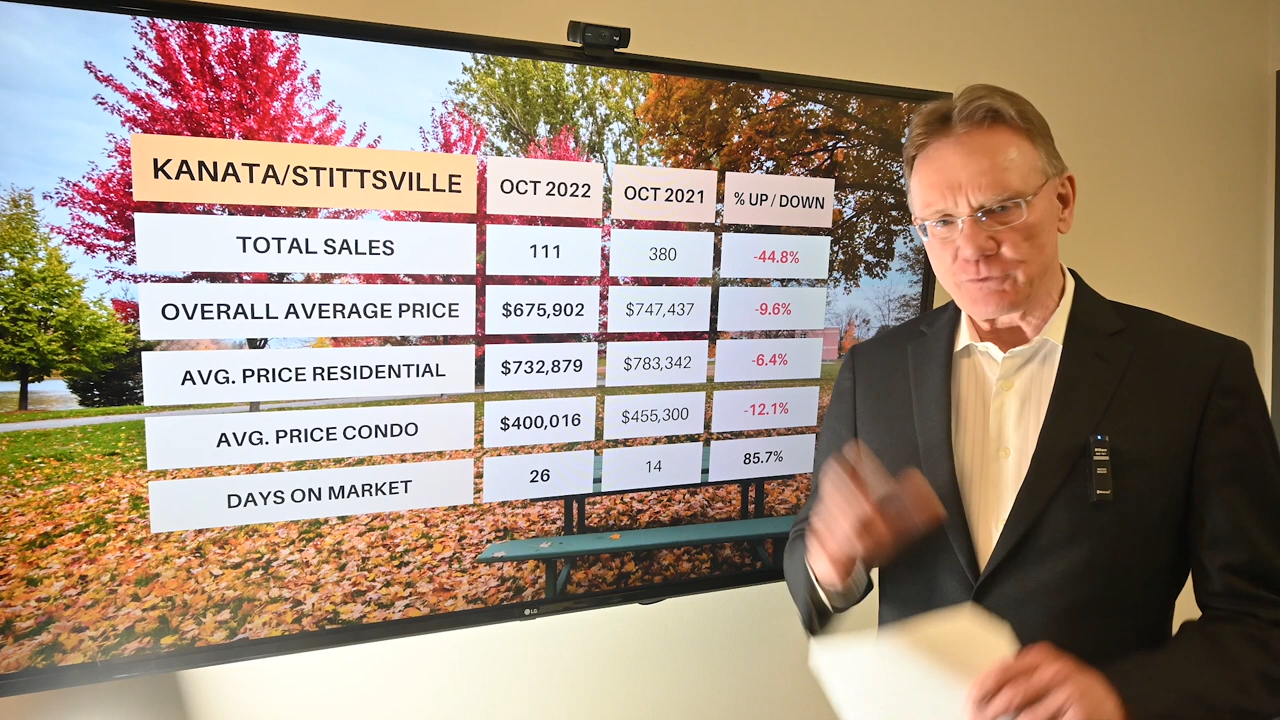 KANATA/STITTSVILLE OCT 2022 OCT 2021 % UP / DOWN
TOTAL SALES 111 380 -44.8%
OVERALL AVERAGE PRICE $675,902 $747,437 -9.6%
AVG. PRICE RESIDENTIAL $732,879 $783,342 -6.4%
AVG. PRICE CONDO $400,016 $455,300 -12.1%
DAYS ON MARKET 26 14 85.7%
LG